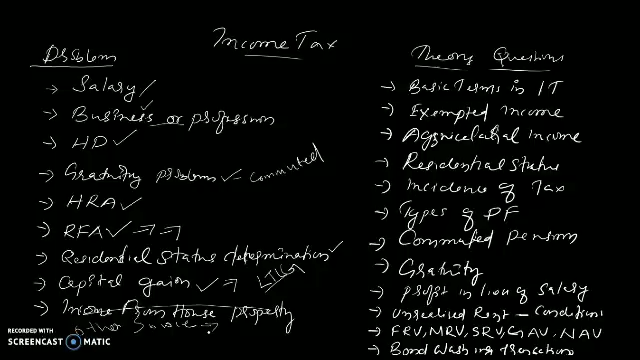 Income Tax
Problem
→ Salary ✓
→ Business or profession
→ HD ✓
→ Gratuity problems ✓ – commuted
→ HRA ✓
→ RFA ✓ → →
→ Residential Status determination ✓
→ Capital gain ✓ →
→ Income From House property
other →
Theory Questions
→ Basic Terms in IT
→ Exempted Income
→ Agricultural income
→ Residential Status
→ Incidence of Tax
→ Types of PF
→ Commuted Pension
→ Gratuity
→ profit in lieu of Salary
→ Unrealised Rent – Conditions
→ FRV, MRV, SRV, GAV, NAV
→ Bond Washing Transactions
RECORDED WITH
SCREENCAST MATIC